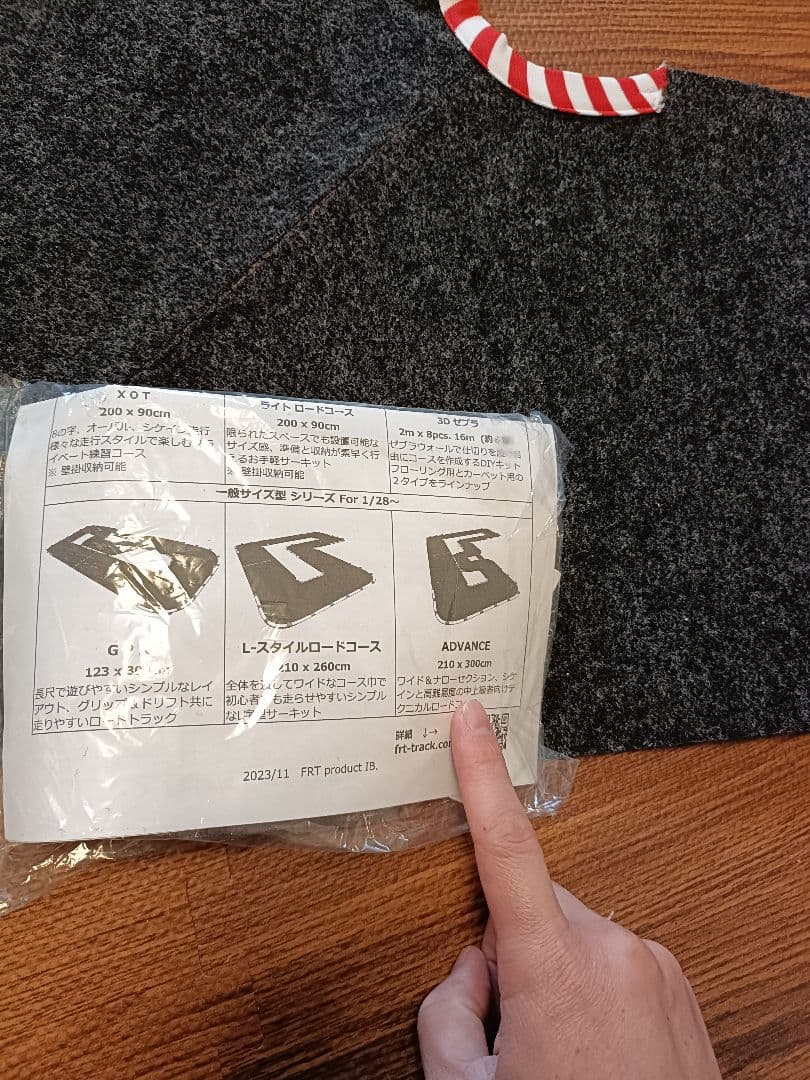 XOT
200 x 90cm
8の字、オーバル、シケイン走行
様々な走行スタイルで楽しむ
イベート練習コース
※ 壁掛収納可能
ライト ロードコース
200 x 90cm
限られたスペースでも設置可能な
サイズ感、準備と収納が素早く行
えるお手軽サーキット
※ 壁掛収納可能
3D ゼブラ
2m x 8pcs. 16m (約
ゼブラウォールで仕切りを
由にコースを作成するDIYキット
フローリング用とカーペット用の
2タイプをラインナップ
一般サイズ型 シリーズ For 1/28～
G
123 x 30
長尺で遊びやすいシンプルなレイ
アウト、グリップ&ドリフト共に
走りやすいロードトラック
L-スタイルロードコース
210 x 260cm
全体を通してワイドなコース巾で
初心者でも走らせやすいシンプル
なL字型サーキット
ADVANCE
210 x 300cm
ワイド&ナローセクション、シケ
インと高難易度の中上級者向けテ
クニカルロードコ
詳細 ↓→
frt-track.com
2023/11 FRT product IB.